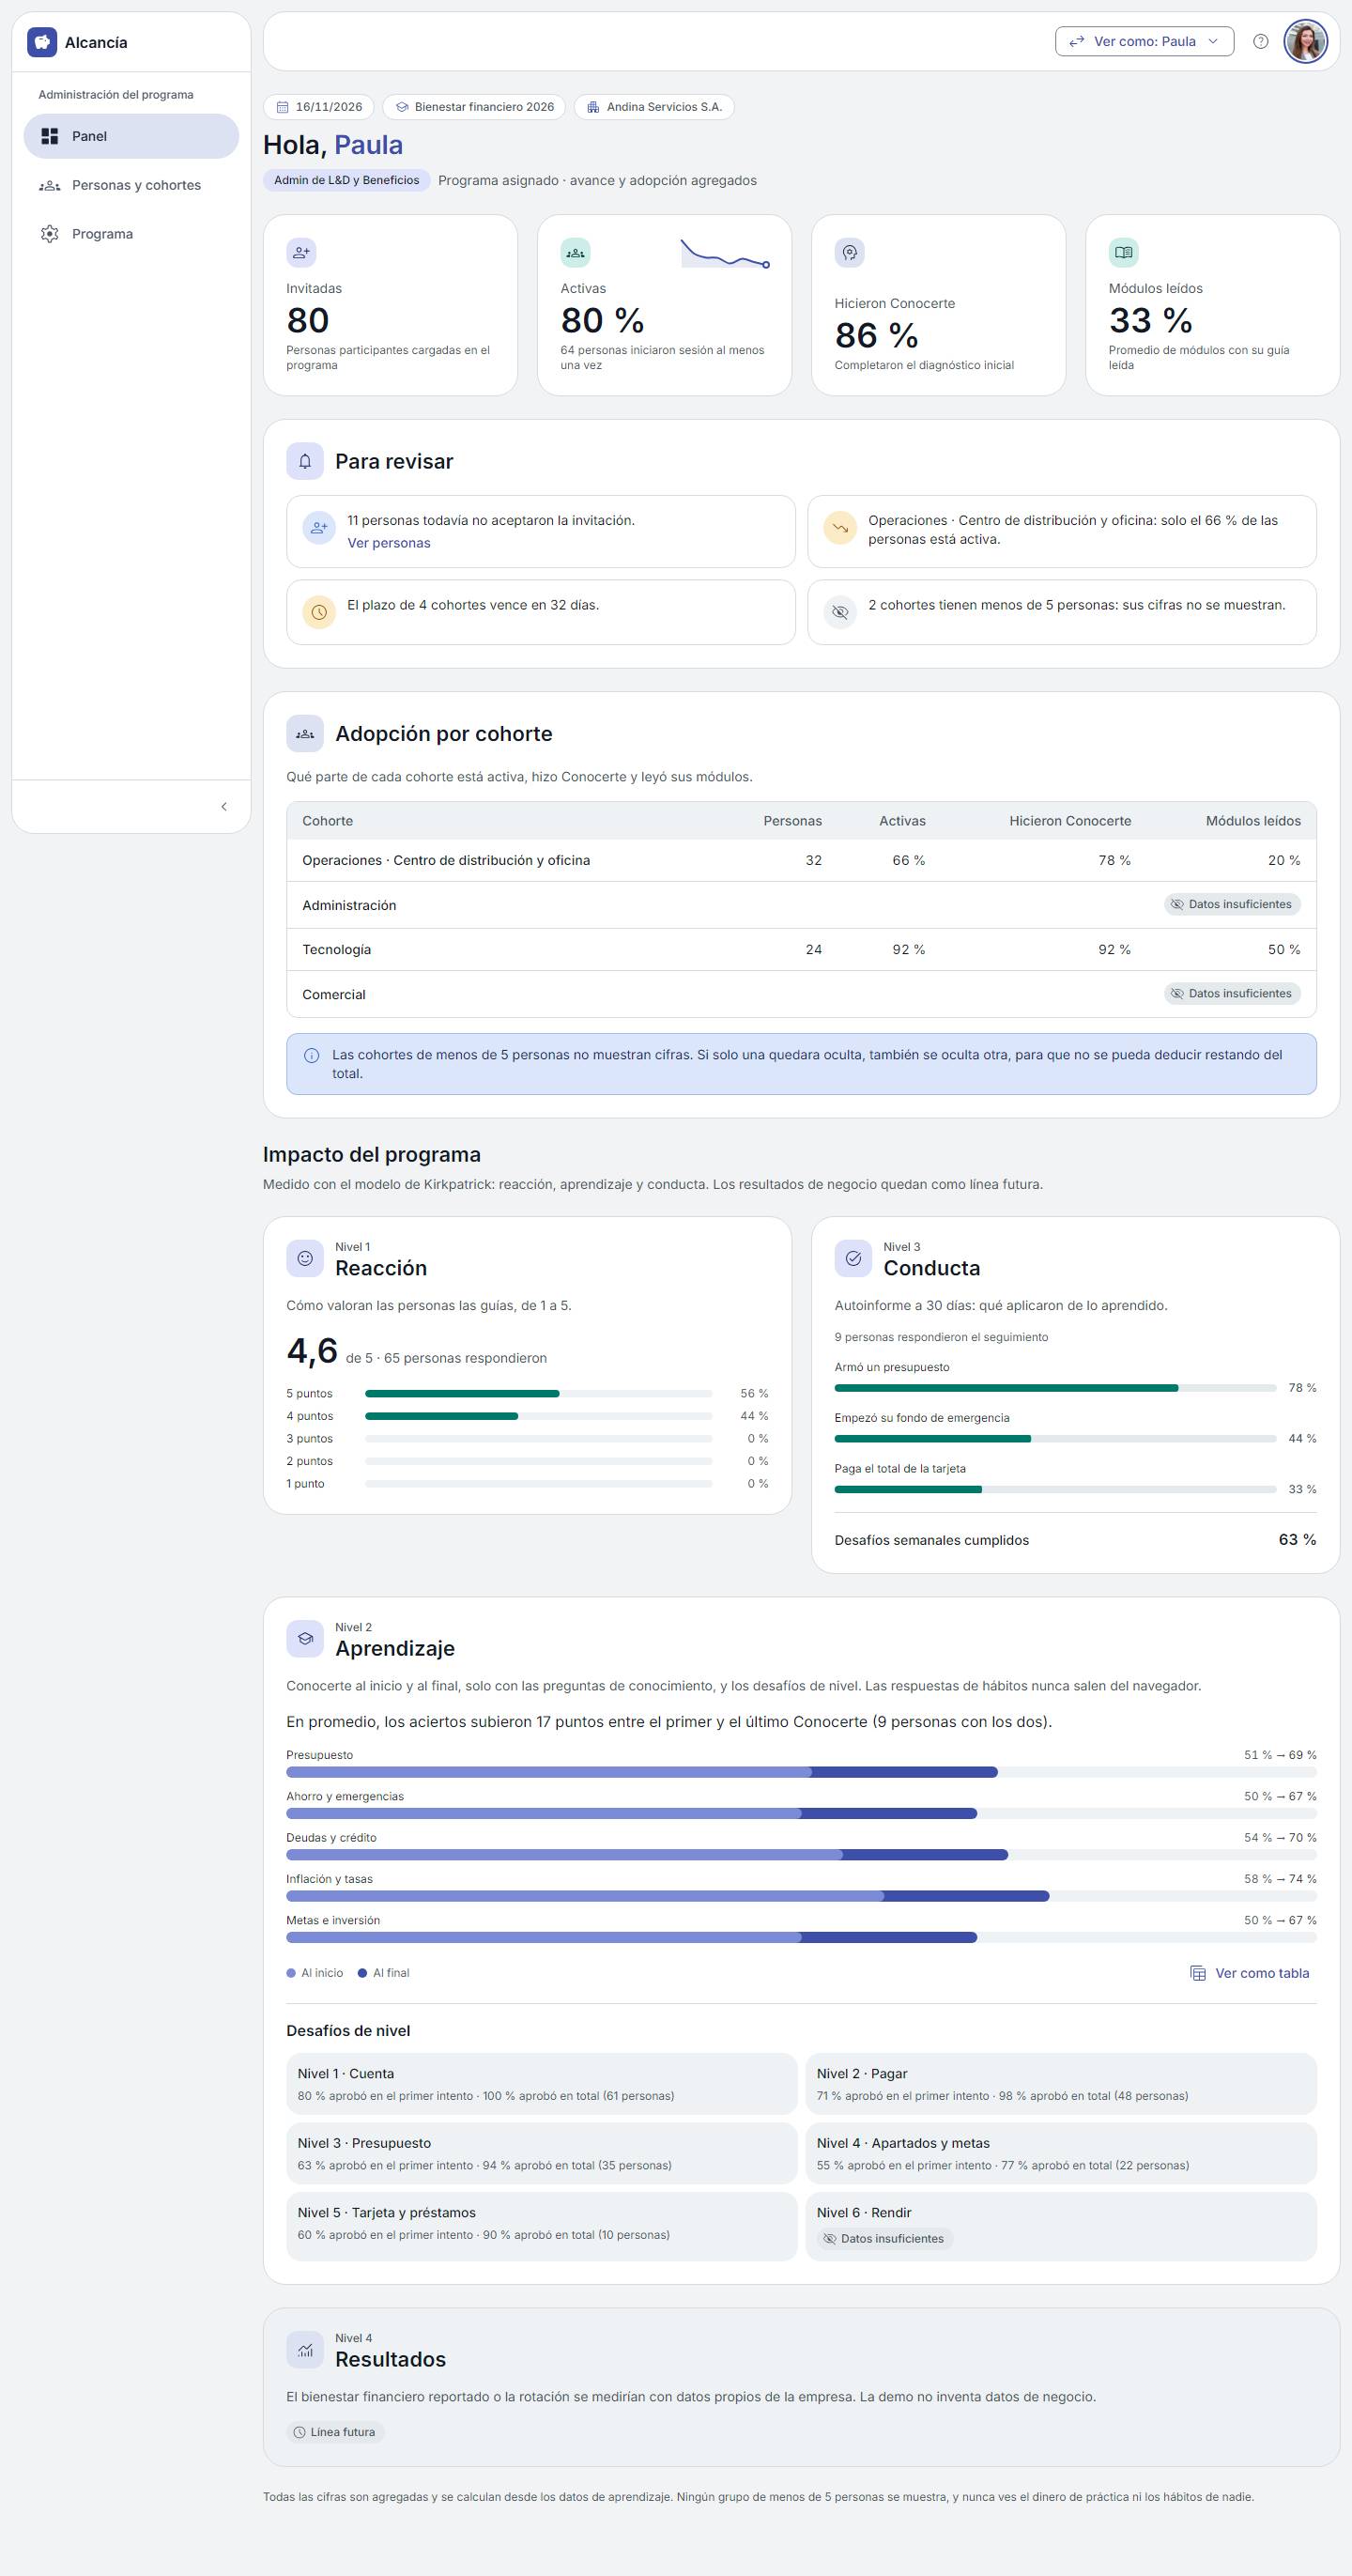 Alcancía
Ver como: Paula
Administración del programa
Panel
Personas y cohortes
Programa
16/11/2026
Bienestar financiero 2026
Andina Servicios S.A.
Hola, Paula
Admin de L&D y Beneficios
Programa asignado · avance y adopción agregados
Invitadas
80
Personas participantes cargadas en el
programa
Activas
80 %
64 personas iniciaron sesión al menos
una vez
Hicieron Conocerte
86 %
Completaron el diagnóstico inicial
Módulos leídos
33 %
Promedio de módulos con su guía
leída
Para revisar
11 personas todavía no aceptaron la invitación.
Ver personas
Operaciones · Centro de distribución y oficina: solo el 66 % de las
personas está activa.
El plazo de 4 cohortes vence en 32 días.
2 cohortes tienen menos de 5 personas: sus cifras no se muestran.
Adopción por cohorte
Qué parte de cada cohorte está activa, hizo Conocerte y leyó sus módulos.
Cohorte Personas Activas Hicieron Conocerte Módulos leídos
Operaciones · Centro de distribución y oficina 32 66 % 78 % 20 %
Administración Datos insuficientes
Tecnología 24 92 % 92 % 50 %
Comercial Datos insuficientes
Las cohortes de menos de 5 personas no muestran cifras. Si solo una quedara oculta, también se oculta otra, para que no se pueda deducir restando del
total.
Impacto del programa
Medido con el modelo de Kirkpatrick: reacción, aprendizaje y conducta. Los resultados de negocio quedan como línea futura.
Nivel 1
Reacción
Cómo valoran las personas las guías, de 1 a 5.
4,6 de 5 · 65 personas respondieron
5 puntos 56 %
4 puntos 44 %
3 puntos 0 %
2 puntos 0 %
1 punto 0 %
Nivel 3
Conducta
Autoinforme a 30 días: qué aplicaron de lo aprendido.
9 personas respondieron el seguimiento
Armó un presupuesto
78 %
Empezó su fondo de emergencia
44 %
Paga el total de la tarjeta
33 %
Desafíos semanales cumplidos 63 %
Nivel 2
Aprendizaje
Conocerte al inicio y al final, solo con las preguntas de conocimiento, y los desafíos de nivel. Las respuestas de hábitos nunca salen del navegador.
En promedio, los aciertos subieron 17 puntos entre el primer y el último Conocerte (9 personas con los dos).
Presupuesto 51 % → 69 %
Ahorro y emergencias 50 % → 67 %
Deudas y crédito 54 % → 70 %
Inflación y tasas 58 % → 74 %
Metas e inversión 50 % → 67 %
Al inicio Al final
Ver como tabla
Desafíos de nivel
Nivel 1 · Cuenta
80 % aprobó en el primer intento · 100 % aprobó en total (61 personas)
Nivel 2 · Pagar
71 % aprobó en el primer intento · 98 % aprobó en total (48 personas)
Nivel 3 · Presupuesto
63 % aprobó en el primer intento · 94 % aprobó en total (35 personas)
Nivel 4 · Apartados y metas
55 % aprobó en el primer intento · 77 % aprobó en total (22 personas)
Nivel 5 · Tarjeta y préstamos
60 % aprobó en el primer intento · 90 % aprobó en total (10 personas)
Nivel 6 · Rendir
Datos insuficientes
Nivel 4
Resultados
El bienestar financiero reportado o la rotación se medirían con datos propios de la empresa. La demo no inventa datos de negocio.
Línea futura
Todas las cifras son agregadas y se calculan desde los datos de aprendizaje. Ningún grupo de menos de 5 personas se muestra, y nunca ves el dinero de práctica ni los hábitos de nadie.